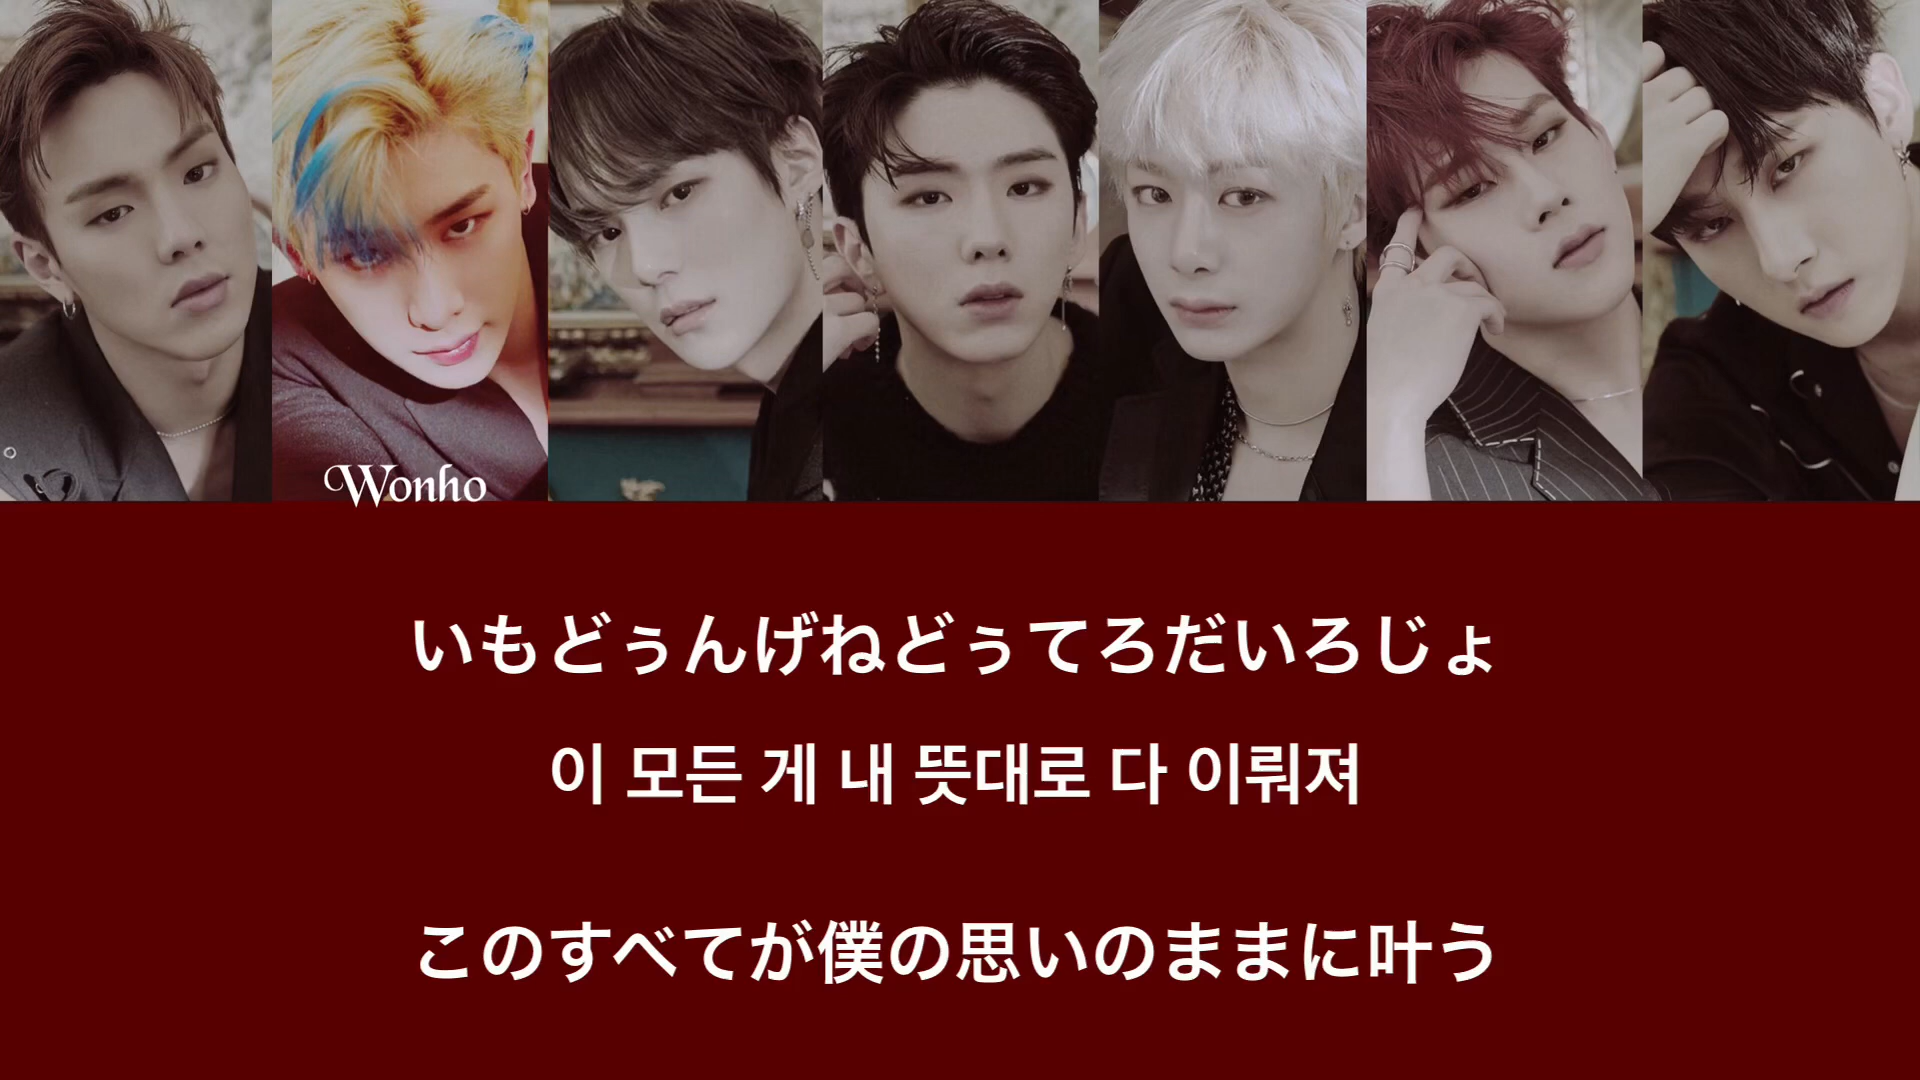 Wonho
いもどぅんげねどぅてろだいろじょ
이 모든 게 내 뜻대로 다 이뤄져
このすべてが僕の思いのままに叶う